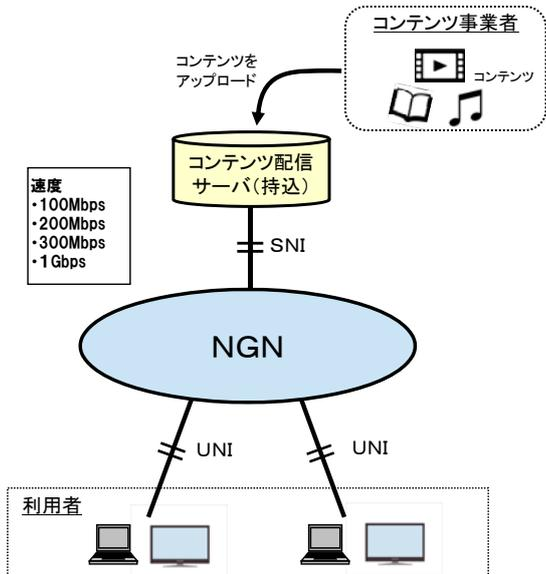 コンテンツ事業者
コンテンツ
コンテンツを
アップロード
コンテンツ配信
サーバ(持込)
速度
・100Mbps
・200Mbps
・300Mbps
・1Gbps
SNI
NGN
UNI
UNI
利用者